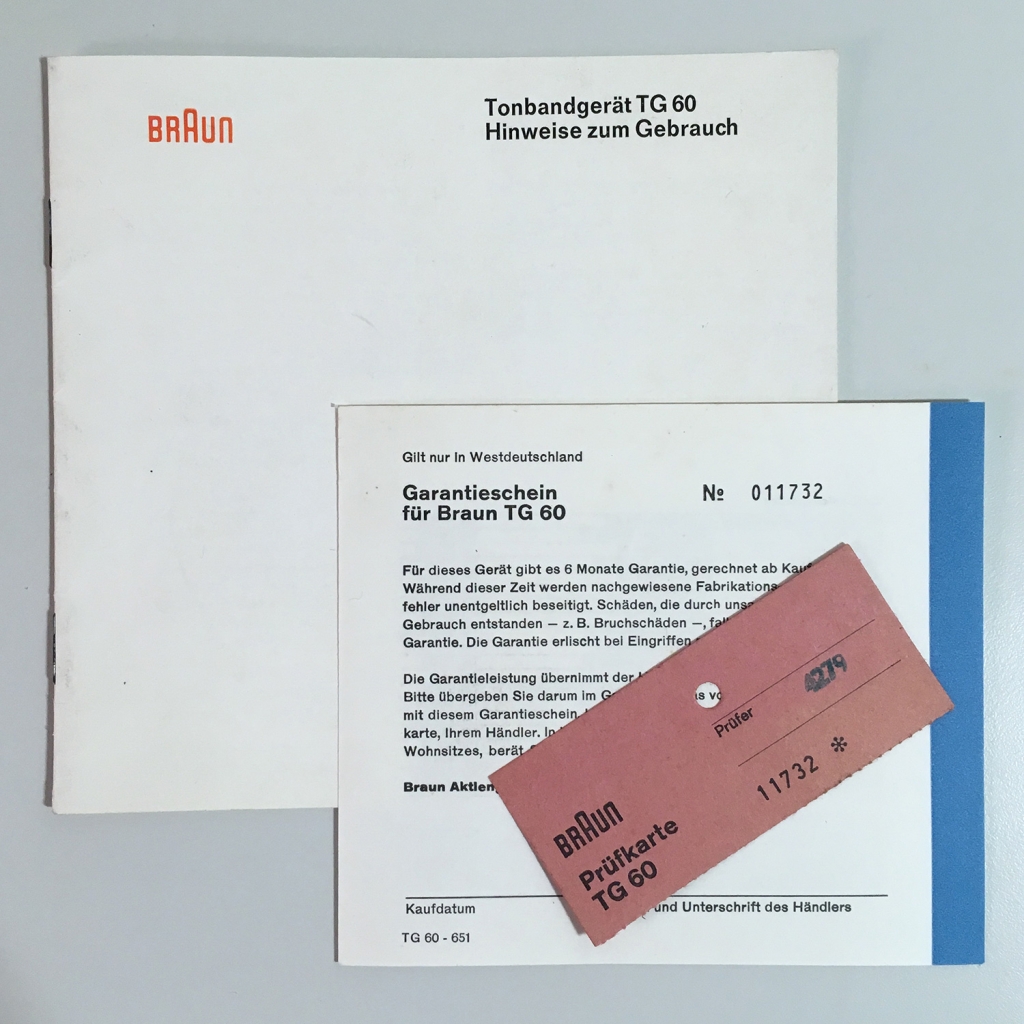 BRAUN
Tonbandgerät TG 60
Hinweise zum Gebrauch
Gilt nur in Westdeutschland
Garantieschein
für Braun TG 60
№ 011732
Für dieses Gerät gibt es 6 Monate Garantie, gerechnet ab
Während dieser Zeit werden nachgewiesene Fabrikations-
fehler unentgeltlich beseitigt. Schäden, die durch
Gebrauch entstanden – z. B. Bruchschäden –,
Garantie. Die Garantie erlischt bei Eingriffen
Die Garantieleistung übernimmt der
Bitte übergeben Sie darum im
mit diesem Garantieschein,
karte, Ihrem Händler.
Wohnsitzes, berät
Braun
Kaufdatum
und Unterschrift des Händlers
TG 60 - 651
Prüfer
11732 *
BRAUN
Prüfkarte
TG 60